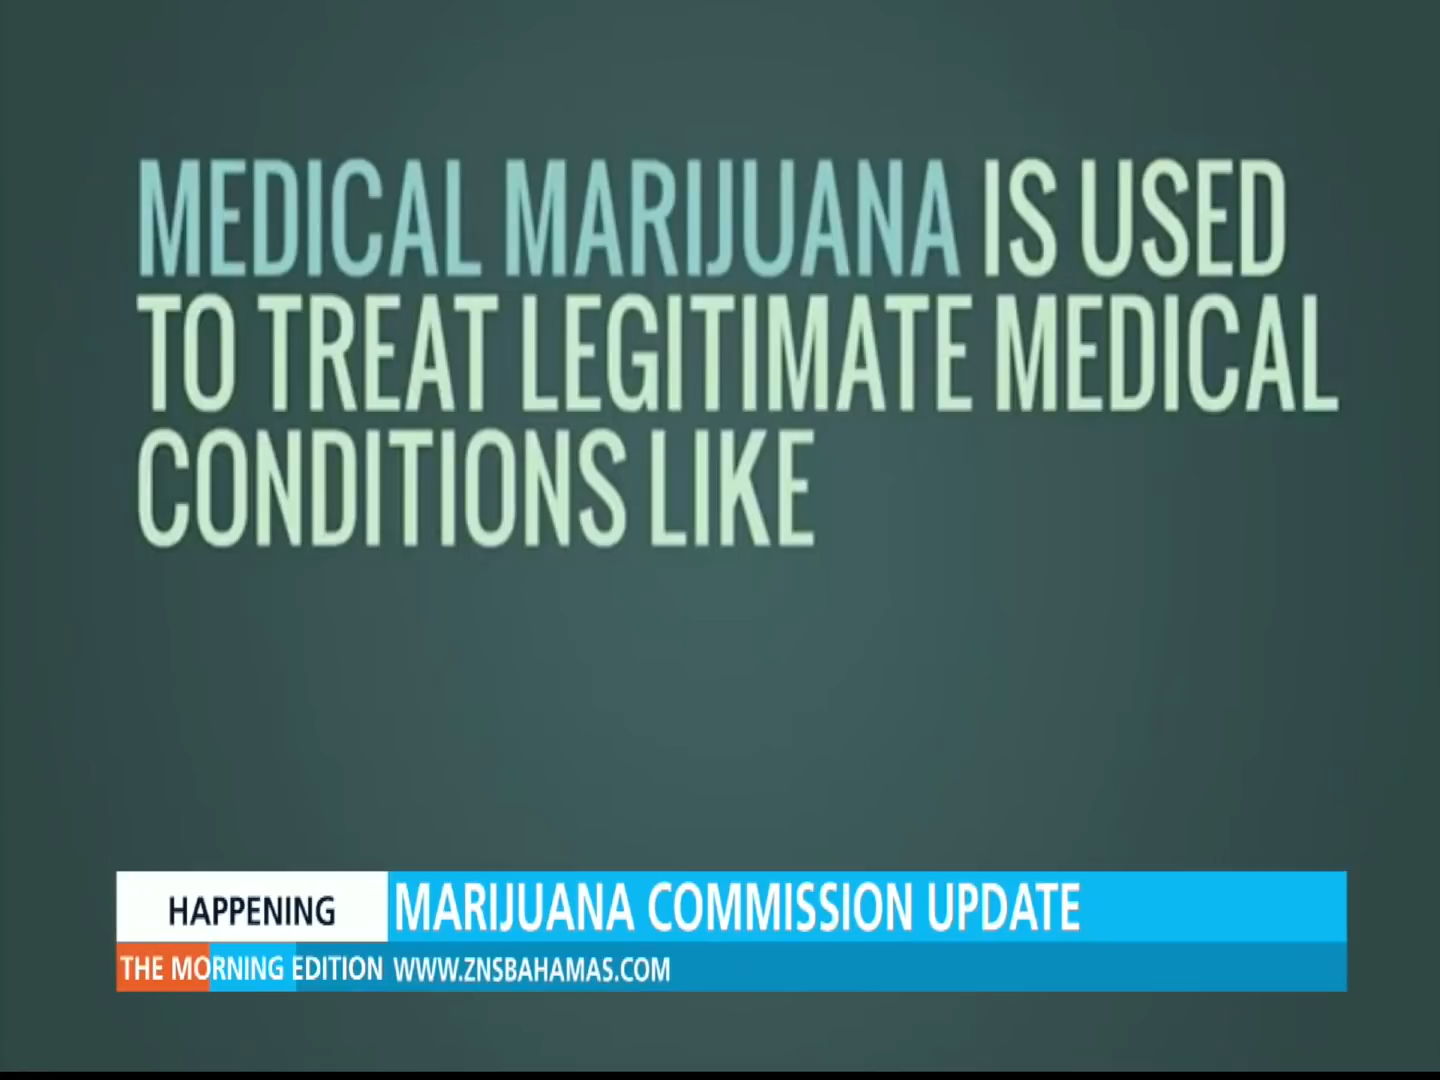 MEDICAL MARIJUANA IS USED
TO TREAT LEGITIMATE MEDICAL
CONDITIONS LIKE
HAPPENING
MARIJUANA COMMISSION UPDATE
THE MORNING EDITION
WWW.ZNSBAHAMAS.COM